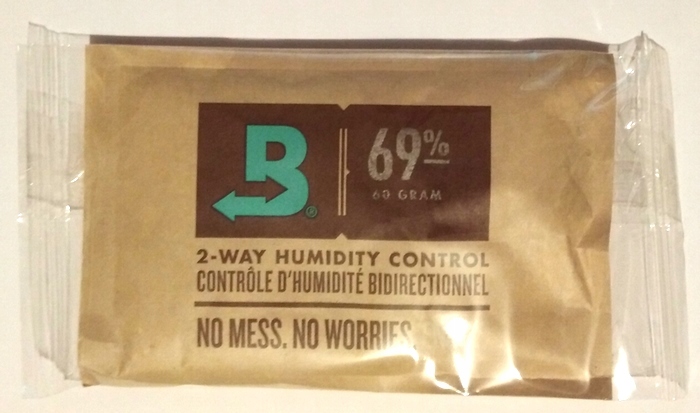 B®
69%
60 GRAM
2-WAY HUMIDITY CONTROL
CONTRÔLE D'HUMIDITÉ BIDIRECTIONNEL
NO MESS. NO WORRIES.